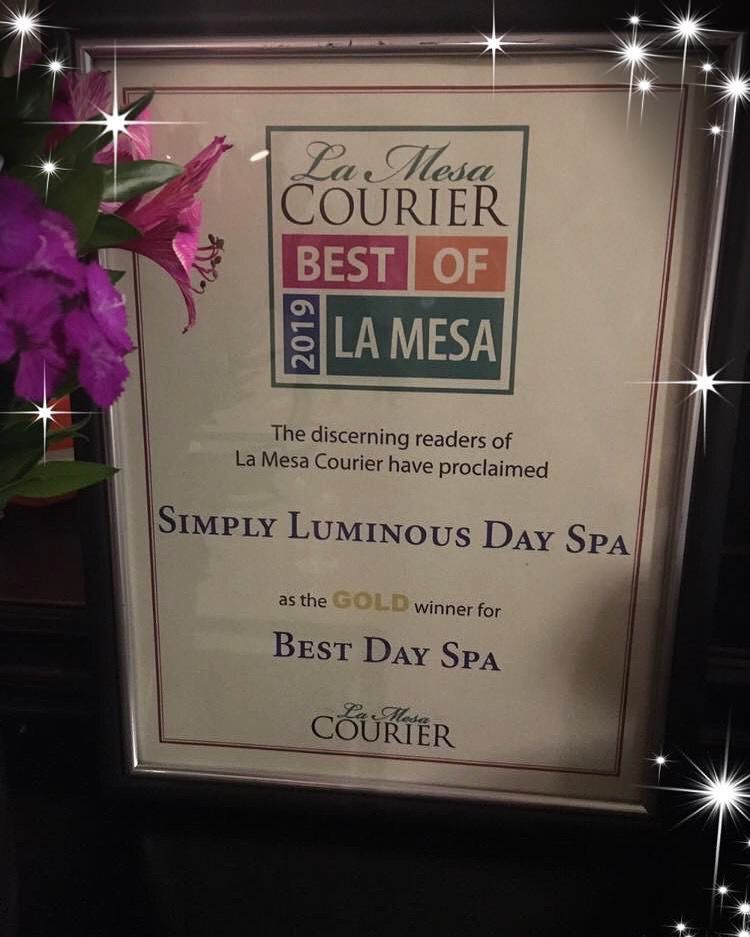 La Mesa
COURIER
BEST OF
2019
LA MESA
The discerning readers of
La Mesa Courier have proclaimed
SIMPLY LUMINOUS DAY SPA
as the GOLD winner for
BEST DAY SPA
La Mesa
COURIER